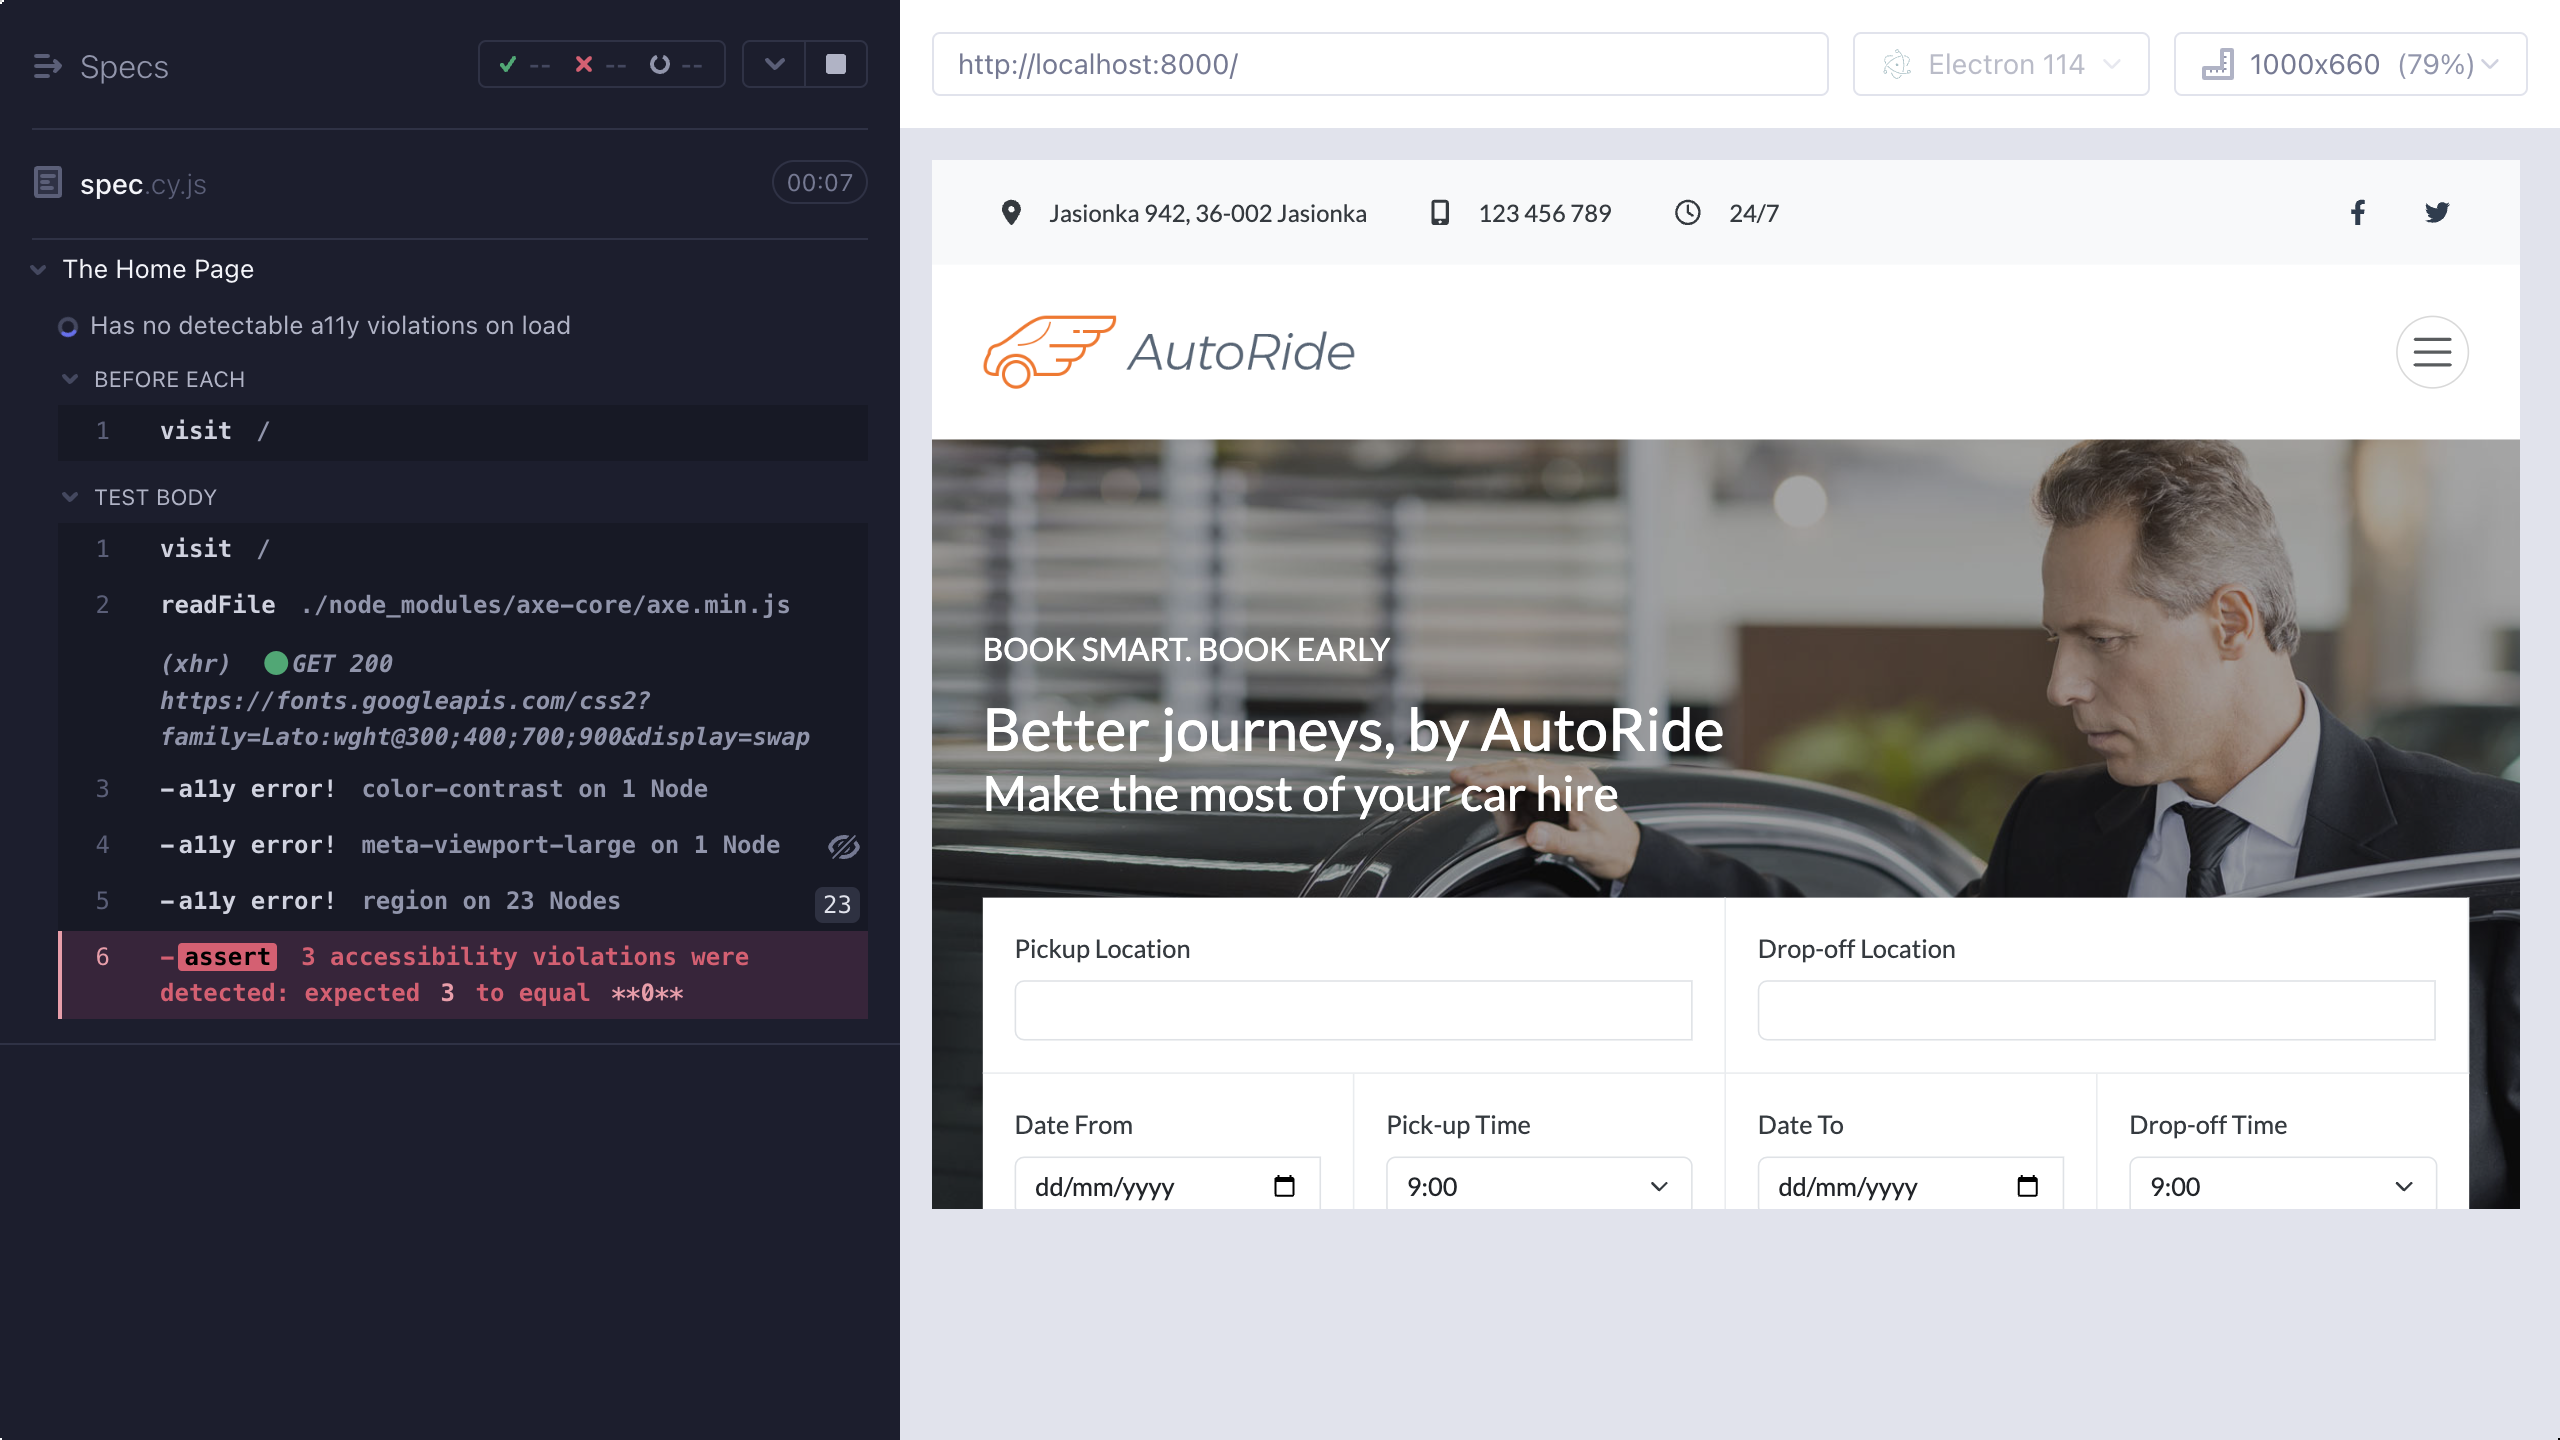 Specs
-- -- --
spec.cy.js
00:07
The Home Page
Has no detectable a11y violations on load
BEFORE EACH
1 visit /
TEST BODY
1 visit /
2 readFile ./node_modules/axe-core/axe.min.js
(xhr) GET 200
https://fonts.googleapis.com/css2?
family=Lato:wght@300;400;700;900&display=swap
3 -a11y error! color-contrast on 1 Node
4 -a11y error! meta-viewport-large on 1 Node
5 -a11y error! region on 23 Nodes 23
6 -assert 3 accessibility violations were
detected: expected 3 to equal **0**
http://localhost:8000/
Electron 114
1000x660 (79%)
Jasionka 942, 36-002 Jasionka
123 456 789
24/7
AutoRide
BOOK SMART. BOOK EARLY
Better journeys, by AutoRide
Make the most of your car hire
Pickup Location
Drop-off Location
Date From
Pick-up Time
Date To
Drop-off Time
dd/mm/yyyy
9:00
dd/mm/yyyy
9:00